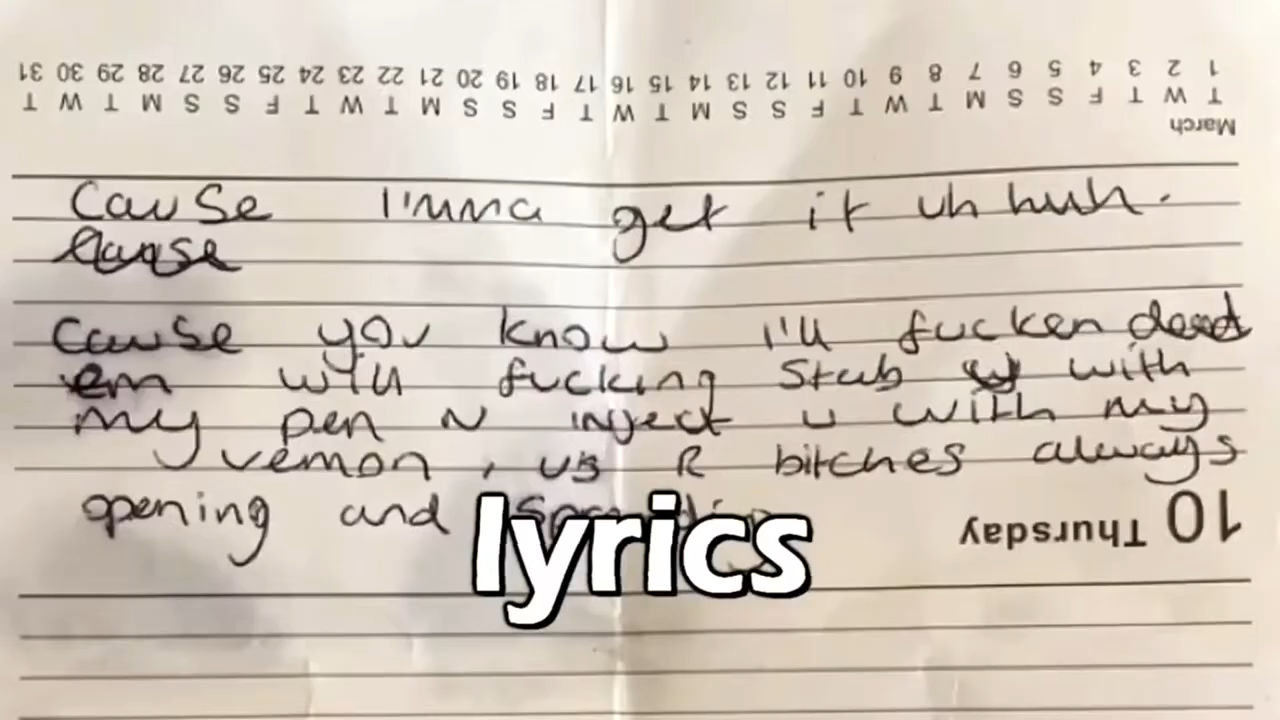 31 30 29 28 27 26 25 24 23 22 21 20 19 18 17 16 15 14 13 12 11 10 9 8 7 6 5 4 3 2 1
T W T M S S F T W T M S S F T W T M S S F T W T M S S F T W T
March
Cause I'mma get it uh huh.
Cause
Cause you know I'll fucken dead
em with fucking Stab with
my pen N inject u with my
vemon, us R bitches always
opening and
10 Thursday
lyrics